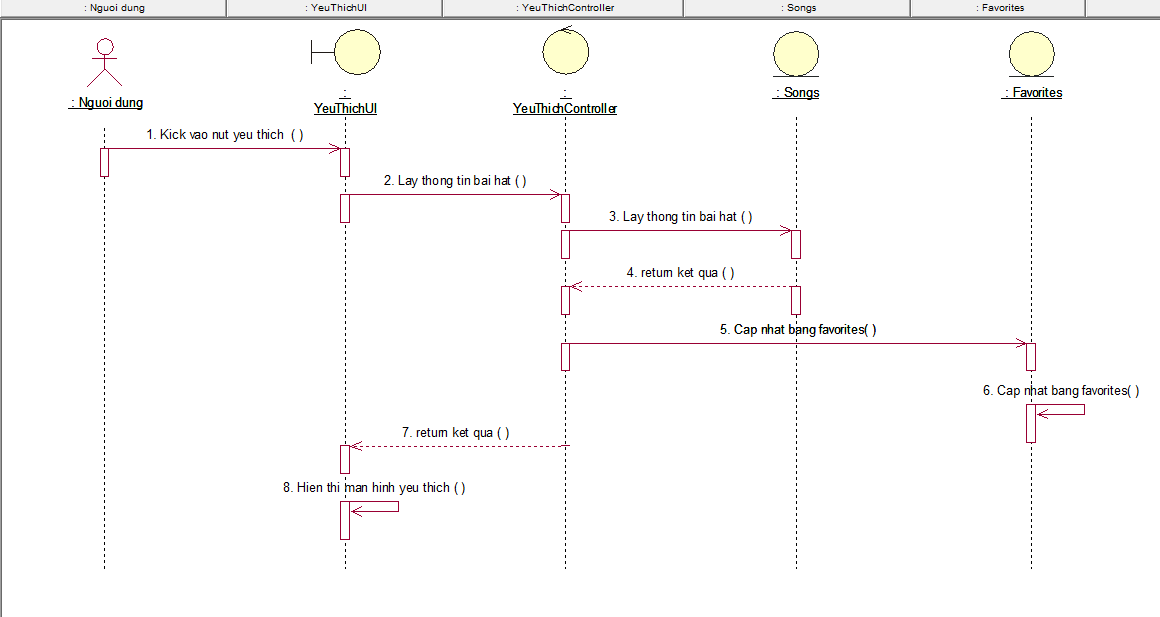 : Nguoi dung
: YeuThichUI
: YeuThichController
: Songs
: Favorites
: Nguoi dung
:
YeuThichUI
:
YeuThichController
: Songs
: Favorites
1. Kick vao nut yeu thich ( )
2. Lay thong tin bai hat ( )
3. Lay thong tin bai hat ( )
4. return ket qua ( )
5. Cap nhat bang favorites( )
6. Cap nhat bang favorites( )
7. return ket qua ( )
8. Hien thi man hinh yeu thich ( )